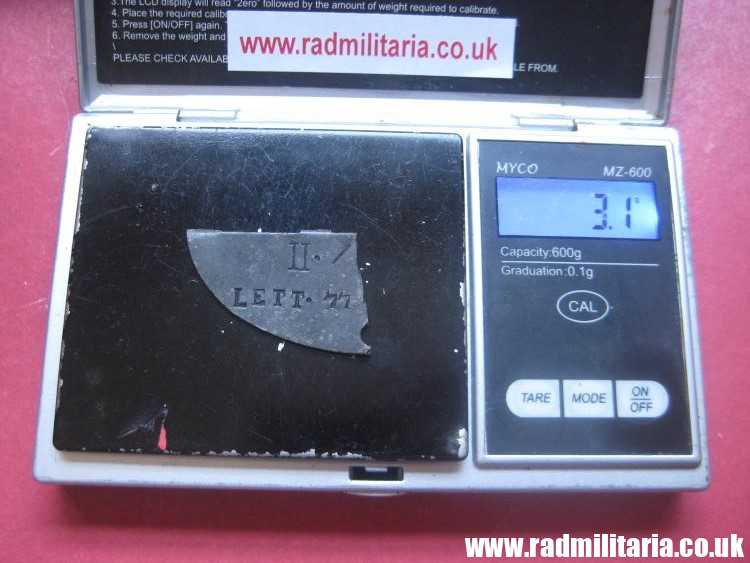 3. The LCD display will read "zero" followed by the amount of weight required to calibrate.
4. Place the required calibr
5. Press [ON/OFF] again.
6. Remove the weight and
PLEASE CHECK AVAILAB
LE FROM.
www.radmilitaria.co.uk
MYCO MZ-600
3.1
Capacity:600g
Graduation:0.1g
CAL
TARE MODE ON/OFF
II.
LETT. 77
www.radmilitaria.co.uk